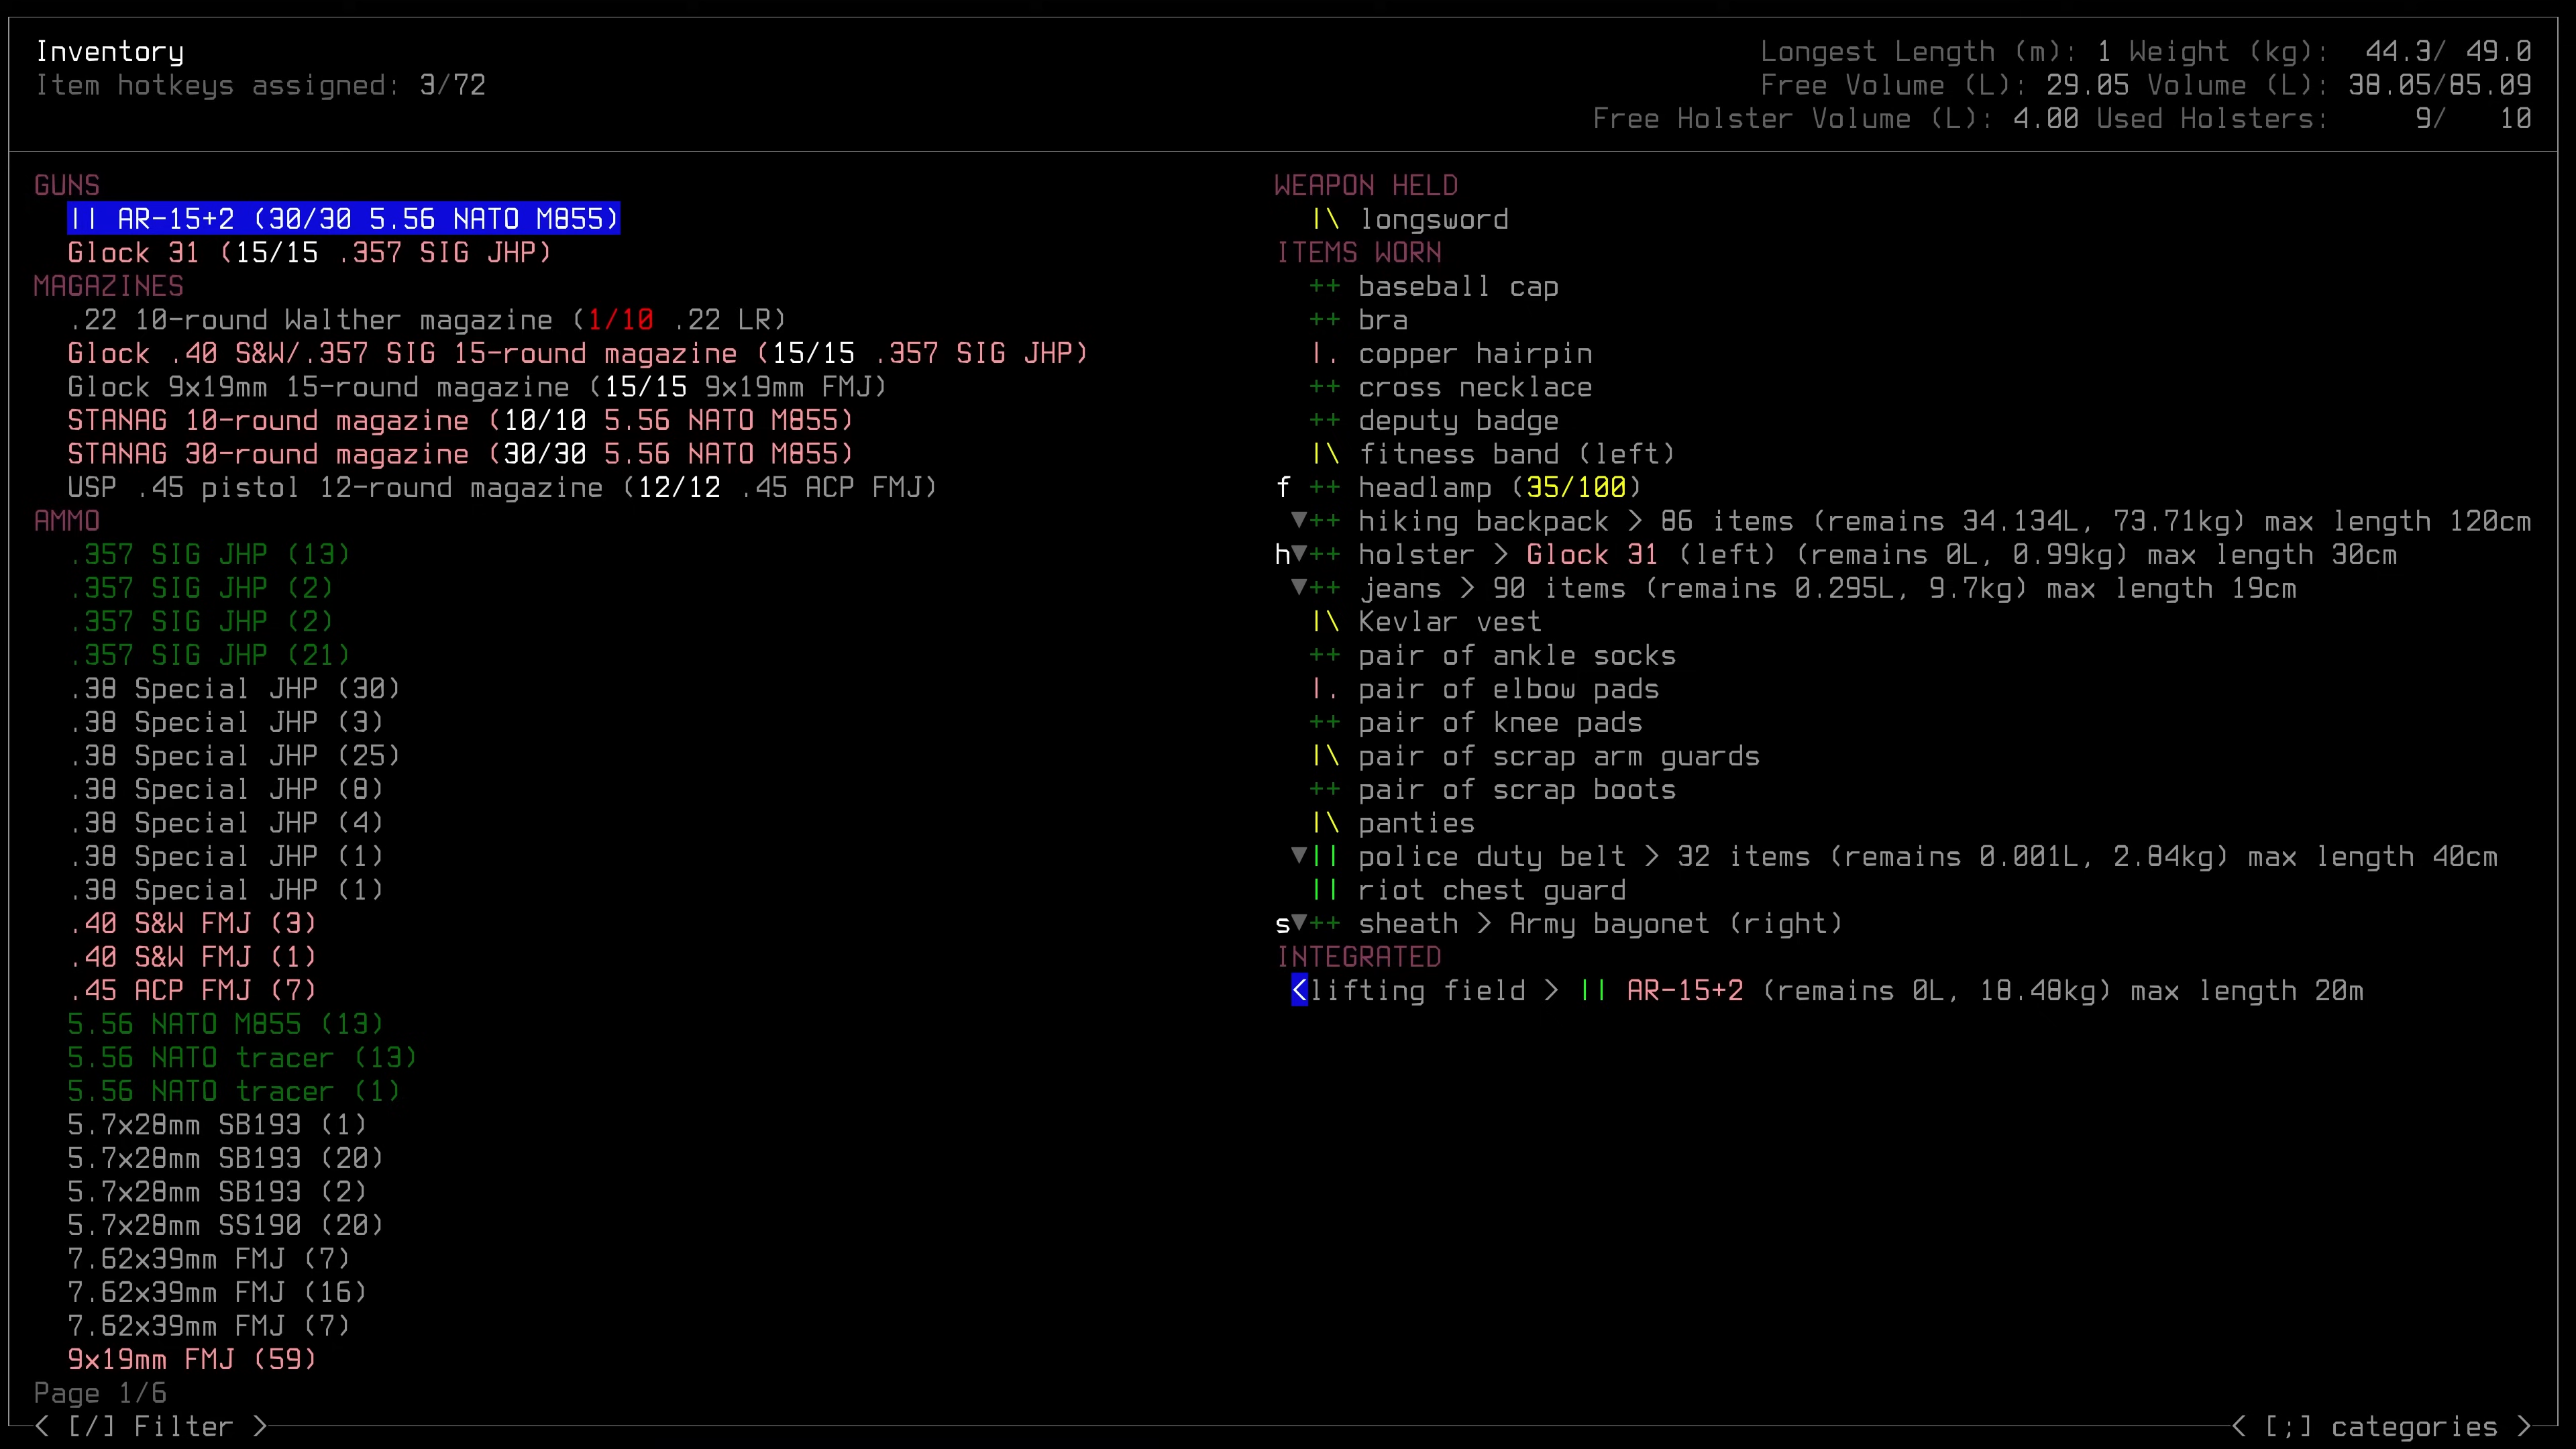 Inventory
Item hotkeys assigned: 3/72
Longest Length (m): 1 Weight (kg): 44.3/ 49.0
Free Volume (L): 29.05 Volume (L): 38.05/85.09
Free Holster Volume (L): 4.00 Used Holsters: 9/ 10
GUNS
|| AR-15+2 (30/30 5.56 NATO M855)
Glock 31 (15/15 .357 SIG JHP)
MAGAZINES
.22 10-round Walther magazine (1/10 .22 LR)
Glock .40 S&W/.357 SIG 15-round magazine (15/15 .357 SIG JHP)
Glock 9x19mm 15-round magazine (15/15 9x19mm FMJ)
STANAG 10-round magazine (10/10 5.56 NATO M855)
STANAG 30-round magazine (30/30 5.56 NATO M855)
USP .45 pistol 12-round magazine (12/12 .45 ACP FMJ)
AMMO
.357 SIG JHP (13)
.357 SIG JHP (2)
.357 SIG JHP (2)
.357 SIG JHP (21)
.38 Special JHP (30)
.38 Special JHP (3)
.38 Special JHP (25)
.38 Special JHP (8)
.38 Special JHP (4)
.38 Special JHP (1)
.38 Special JHP (1)
.40 S&W FMJ (3)
.40 S&W FMJ (1)
.45 ACP FMJ (7)
5.56 NATO M855 (13)
5.56 NATO tracer (13)
5.56 NATO tracer (1)
5.7x28mm SB193 (1)
5.7x28mm SB193 (20)
5.7x28mm SB193 (2)
5.7x28mm SS190 (20)
7.62x39mm FMJ (7)
7.62x39mm FMJ (16)
7.62x39mm FMJ (7)
9x19mm FMJ (59)
Page 1/6
< [/] Filter >
WEAPON HELD
|\ longsword
ITEMS WORN
++ baseball cap
++ bra
|. copper hairpin
++ cross necklace
++ deputy badge
|\ fitness band (left)
f ++ headlamp (35/100)
▼++ hiking backpack > 86 items (remains 34.134L, 73.71kg) max length 120cm
h▼++ holster > Glock 31 (left) (remains 0L, 0.99kg) max length 30cm
▼++ jeans > 90 items (remains 0.295L, 9.7kg) max length 19cm
|\ Kevlar vest
++ pair of ankle socks
|. pair of elbow pads
++ pair of knee pads
|\ pair of scrap arm guards
++ pair of scrap boots
|\ panties
▼|| police duty belt > 32 items (remains 0.001L, 2.84kg) max length 40cm
|| riot chest guard
s▼++ sheath > Army bayonet (right)
INTEGRATED
<lifting field > || AR-15+2 (remains 0L, 18.48kg) max length 20m
< [;] categories >